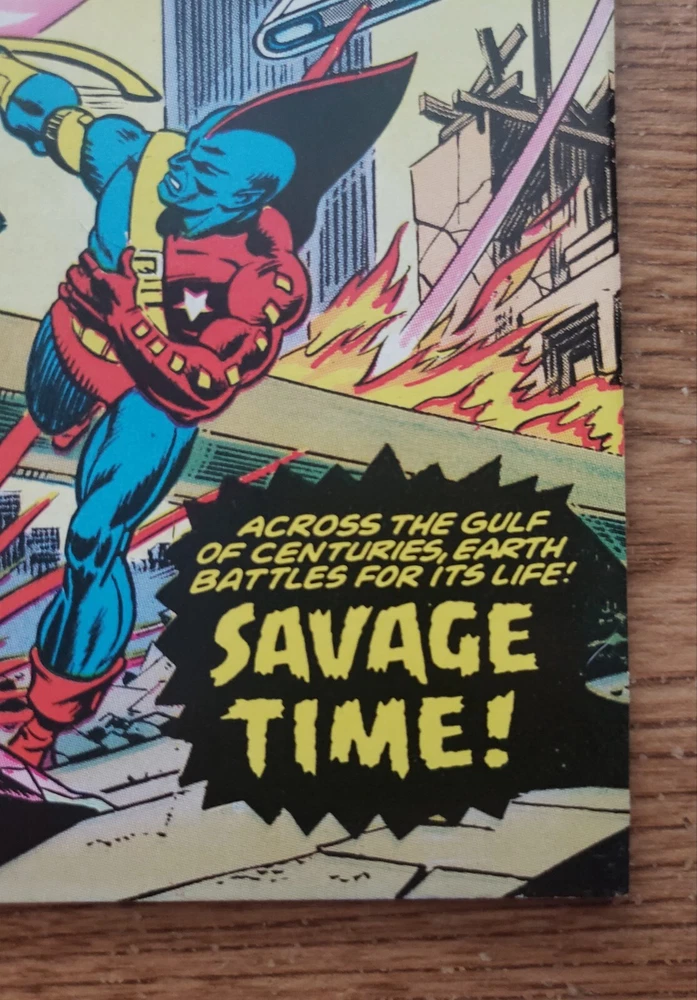 ACROSS THE GULF
OF CENTURIES, EARTH
BATTLES FOR ITS LIFE!
SAVAGE
TIME!